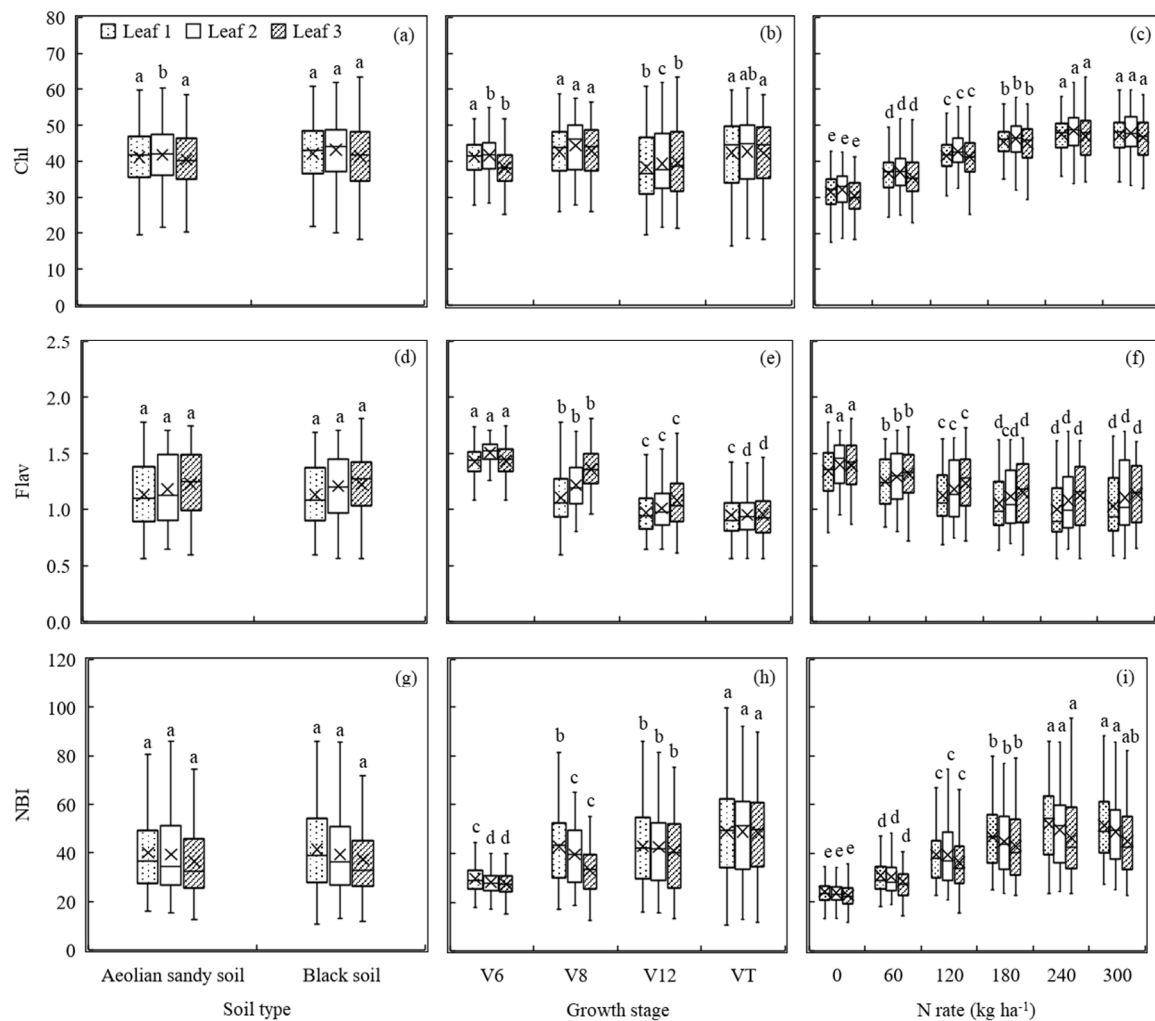 Chl
80
70
60
50
40
30
20
10
0
Leaf 1 Leaf 2 Leaf 3
(a)
a b a a a a
(b)
a b b a a a b c b a ab a
(c)
e e e d d d c c c b b b a a a a a a
Flav
2.5
2.0
1.5
1.0
0.5
0.0
(d)
a a a a a a
(e)
a a a b b b c c c c d d
(f)
a a a b b b c c c d cd d d d d d d d
NBI
120
100
80
60
40
20
0
(g)
a a a a a a
(h)
c d d b c c b c b a a a
(i)
e e e d d d c c c b b b a a a a a ab
Aeolian sandy soil Black soil
Soil type
V6 V8 V12 VT
Growth stage
0 60 120 180 240 300
N rate (kg ha⁻¹)